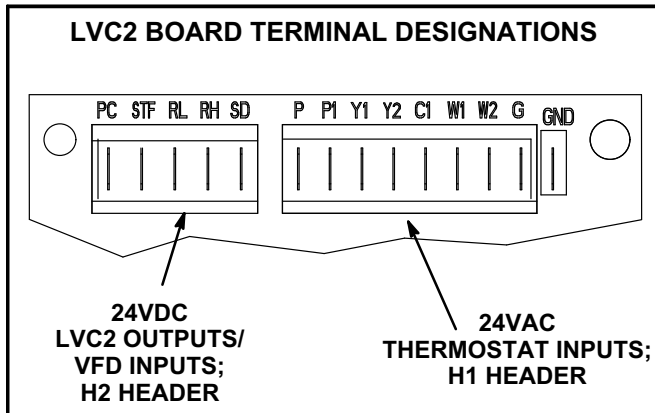 LVC2 BOARD TERMINAL DESIGNATIONS
PC STF RL RH SD P P1 Y1 Y2 C1 W1 W2 G GND
24VDC
LVC2 OUTPUTS/
VFD INPUTS;
H2 HEADER
24VAC
THERMOSTAT INPUTS;
H1 HEADER